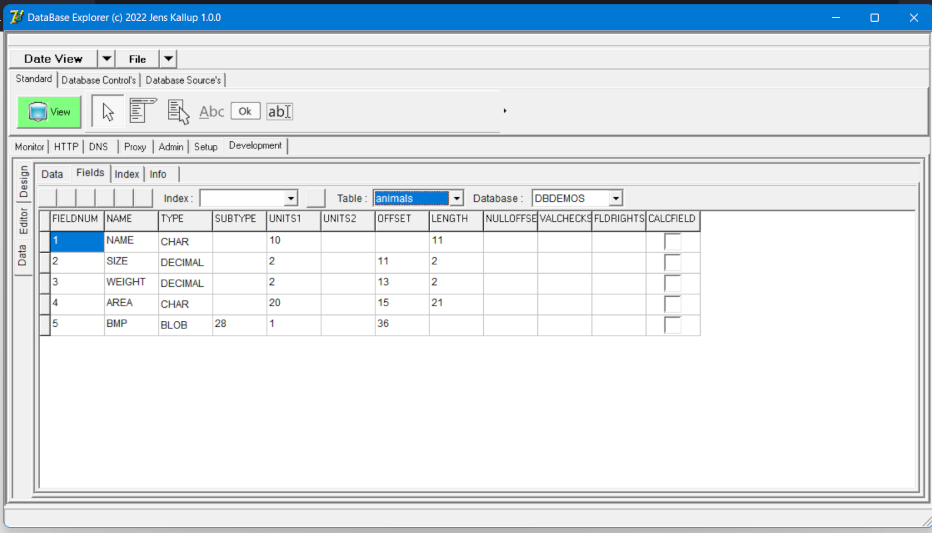 DataBase Explorer (c) 2022 Jens Kallup 1.0.0
Date View File
Standard Database Control's Database Source's
View Abc Ok ab
Monitor HTTP DNS Proxy Admin Setup Development
Design
Editor
Data
Data Fields Index Info
Index : Table : animals Database : DBDEMOS
FIELDNUM NAME TYPE SUBTYPE UNITS1 UNITS2 OFFSET LENGTH NULLOFFSE VALCHECKS FLDRIGHTS CALCFIELD
1 NAME CHAR 10 11
2 SIZE DECIMAL 2 11 2
3 WEIGHT DECIMAL 2 13 2
4 AREA CHAR 20 15 21
5 BMP BLOB 28 1 36